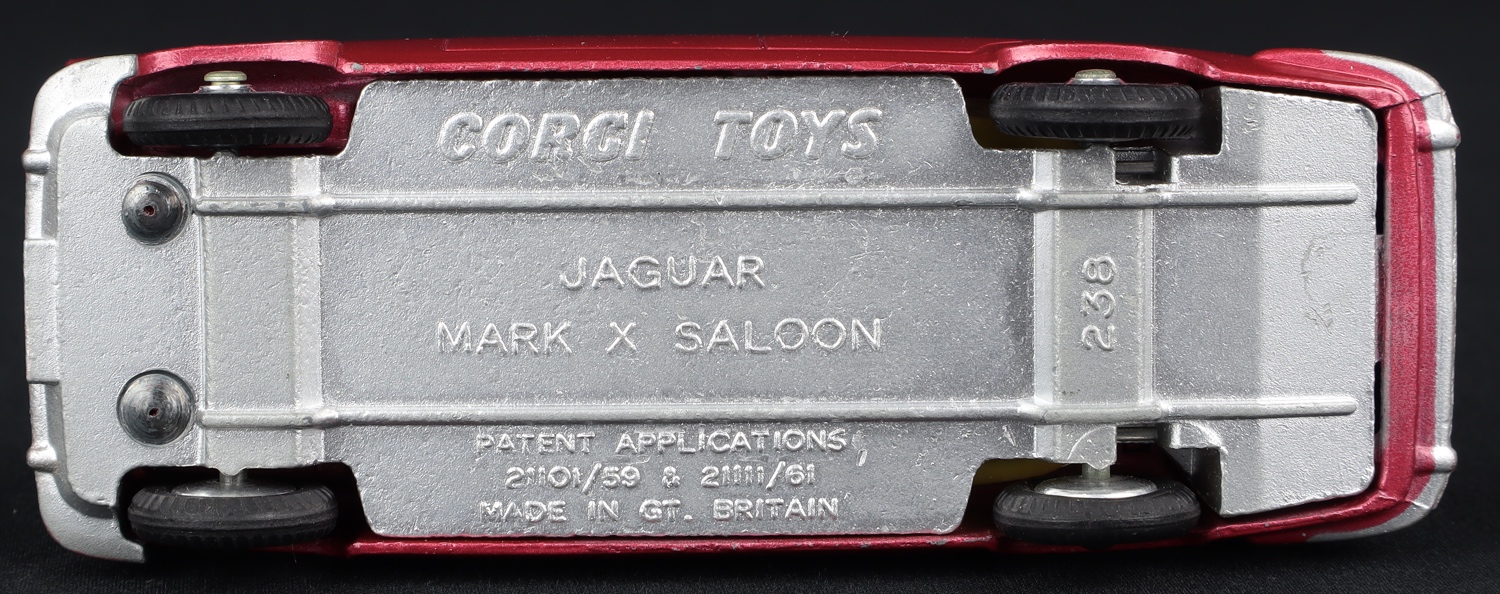 CORGI TOYS
JAGUAR
MARK X SALOON
238
PATENT APPLICATIONS
21101/59 & 21111/61
MADE IN GT. BRITAIN